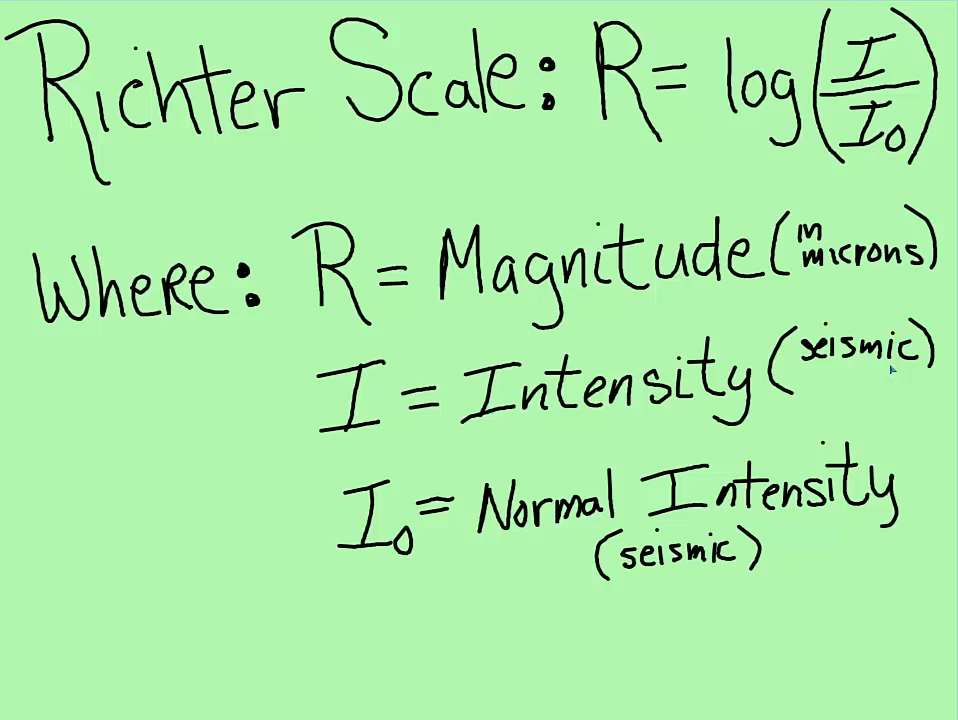 Richter Scale: R = log(I/I₀)
Where: R = Magnitude (in microns)
I = Intensity (seismic)
I₀ = Normal Intensity
(seismic)